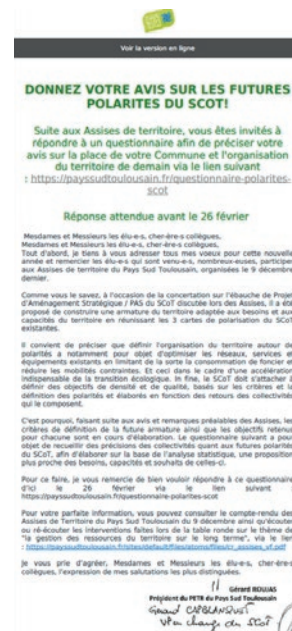 Voir la version en ligne
DONNEZ VOTRE AVIS SUR LES FUTURES
POLARITES DU SCOT!
Suite aux Assises de territoire, vous êtes invités à
répondre à un questionnaire afin de préciser votre
avis sur la place de votre Commune et l'organisation
du territoire de demain via le lien suivant
: https://payssudtoulousain.fr/questionnaire-polarites-
scot
Réponse attendue avant le 26 février
Mesdames et Messieurs les élu-e-s, cher-ère-s collègues,
Mesdames et Messieurs les élu-e-s, cher-ère-s collègues,
Tout d'abord, je tiens à vous adresser tous mes voeux pour cette nouvelle
année et remercier les élu-e-s qui sont venu-e-s, nombreux-euses, participer
aux Assises de territoire du Pays Sud Toulousain, organisées le 9 décembre
dernier.
Comme vous le savez, à l'occasion de la concertation sur l'ébauche de Projet
d'Aménagement Stratégique / PAS du SCoT discutée lors des Assises, il a été
proposé de construire une armature du territoire adaptée aux besoins et aux
capacités du territoire en réunissant les 3 cartes de polarisation du SCoT
existantes.
Il convient de préciser que définir l'organisation du territoire autour de
polarités a notamment pour objet d'optimiser les réseaux, services et
équipements existants en limitant de la sorte la consommation de foncier et
réduire les mobilités contraintes. Et ceci dans le cadre d'une accélération
indispensable de la transition écologique. In fine, le SCoT doit s'attacher à
définir des objectifs de densité et de qualité, basés sur les critères et la
définition des polarités et élaborés en fonction des retours des collectivités
qui le composent.
C'est pourquoi, faisant suite aux avis et remarques préalables des Assises, les
critères de définition de la future armature ainsi que les objectifs retenus
pour chacune sont en cours d'élaboration. Le questionnaire suivant a pour
objet de recueillir des précisions des collectivités quant aux futures polarités
du SCoT, afin d'élaborer sur la base de l'analyse statistique, une proposition
plus proche des besoins, capacités et souhaits de celles-ci.
Pour ce faire, je vous remercie de bien vouloir répondre à ce questionnaire
d'ici le 26 février via le lien suivant :
https://payssudtoulousain.fr/questionnaire-polarites-scot
Pour votre parfaite information, vous pouvez consulter le compte-rendu des
Assises de Territoire du Pays Sud Toulousain du 9 décembre ainsi qu'écouter
ou ré-écouter les interventions faites lors de la table ronde sur le thème de
"la gestion des ressources du territoire sur le long terme", via le lien
: https://payssudtoulousain.fr/sites/default/files/atoms/files/cr_assises_vf.pdf
Je vous prie d'agréer, Mesdames et Messieurs les élu-e-s, cher-ère-s
collègues, l'expression de mes salutations les plus distinguées.
Gérard ROUJAS
Président du PETR du Pays Sud Toulousain
Gérard CAPBLANQUET
VP en charge du SCoT